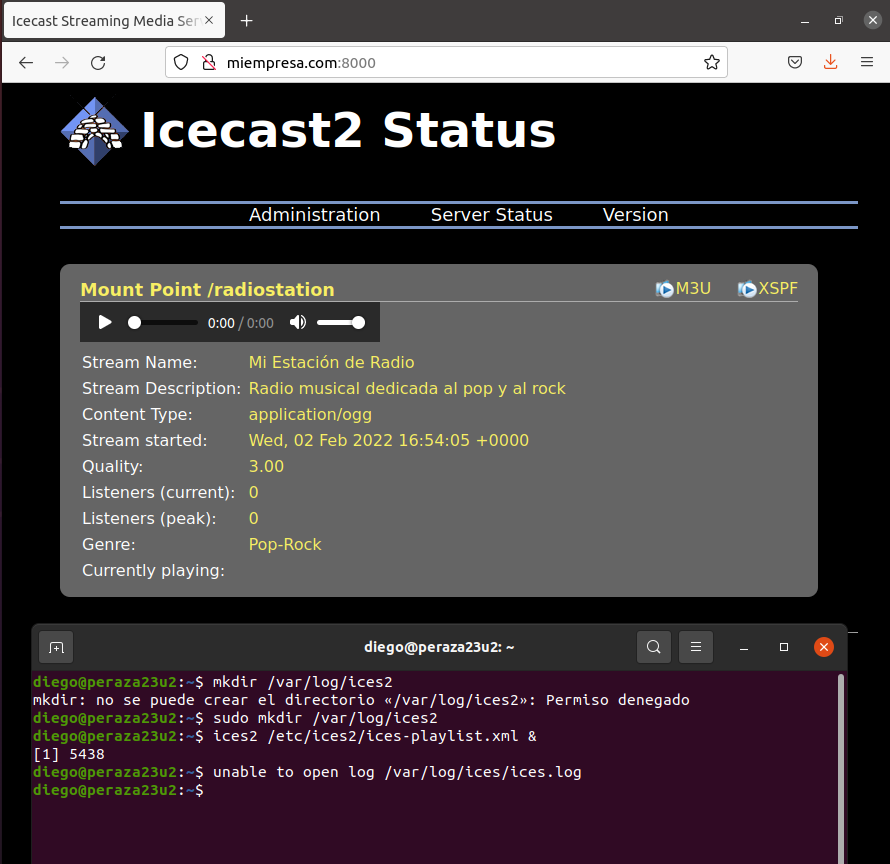 Icecast Streaming Media Ser
miempresa.com:8000
Icecast2 Status
Administration Server Status Version
Mount Point /radiostation M3U XSPF
0:00 / 0:00
Stream Name: Mi Estación de Radio
Stream Description: Radio musical dedicada al pop y al rock
Content Type: application/ogg
Stream started: Wed, 02 Feb 2022 16:54:05 +0000
Quality: 3.00
Listeners (current): 0
Listeners (peak): 0
Genre: Pop-Rock
Currently playing:
diego@peraza23u2: ~
diego@peraza23u2:~$ mkdir /var/log/ices2
mkdir: no se puede crear el directorio «/var/log/ices2»: Permiso denegado
diego@peraza23u2:~$ sudo mkdir /var/log/ices2
diego@peraza23u2:~$ ices2 /etc/ices2/ices-playlist.xml &
[1] 5438
diego@peraza23u2:~$ unable to open log /var/log/ices/ices.log
diego@peraza23u2:~$